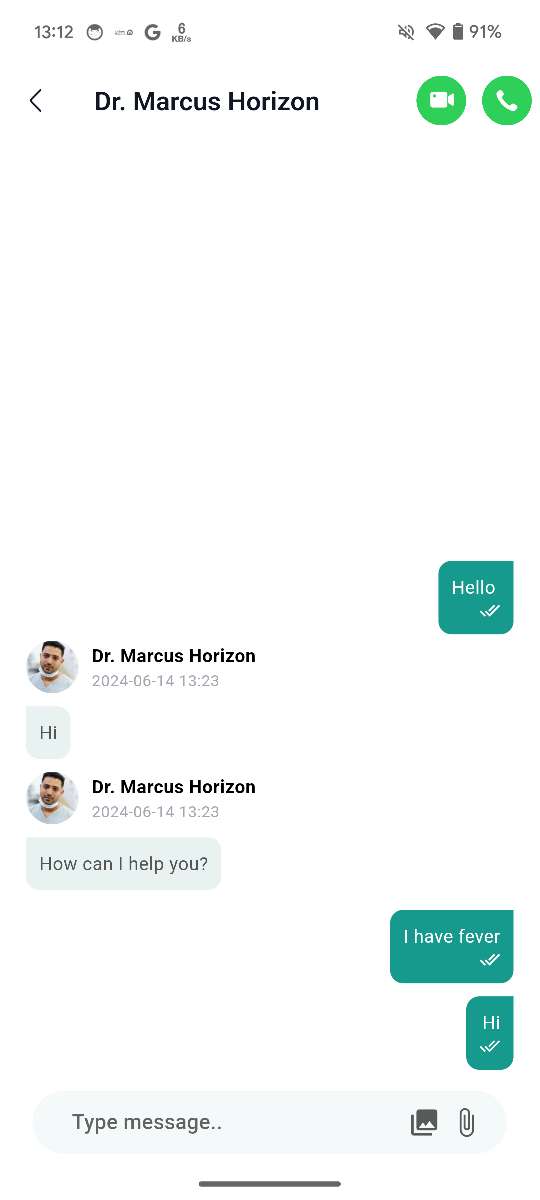 13:12 G 6 KB/s 91%
Dr. Marcus Horizon
Hello
Dr. Marcus Horizon
2024-06-14 13:23
Hi
Dr. Marcus Horizon
2024-06-14 13:23
How can I help you?
I have fever
Hi
Type message..